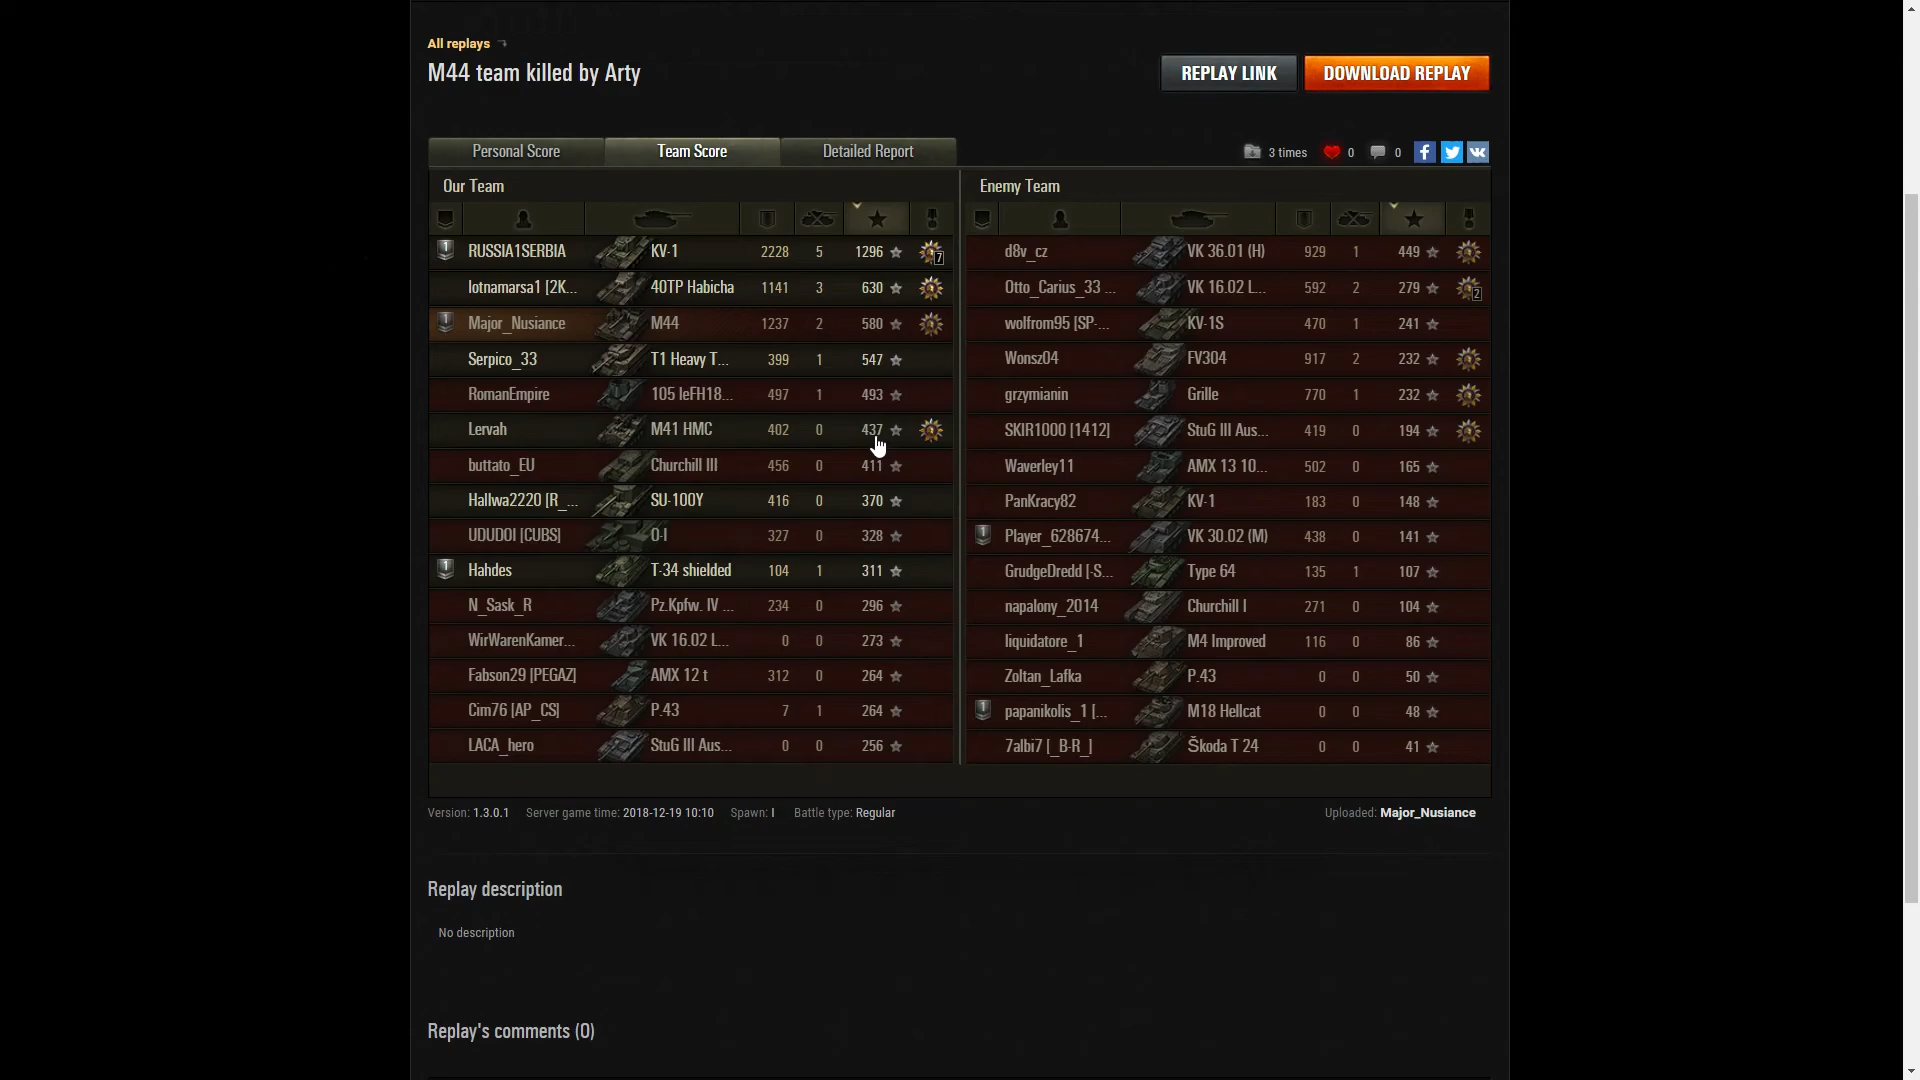 All replays
M44 team killed by Arty
REPLAY LINK
DOWNLOAD REPLAY
Personal Score
Team Score
Detailed Report
3 times
0
0
Our Team
Enemy Team
1 RUSSIA1SERBIA KV-1 2228 5 1296 7
lotnamarsa1 [2K... 40TP Habicha 1141 3 630
1 Major_Nusiance M44 1237 2 580
Serpico_33 T1 Heavy T... 399 1 547
RomanEmpire 105 leFH18... 497 1 493
Lervah M41 HMC 402 0 437
buttato_EU Churchill III 456 0 411
Hallwa2220 [R_... SU-100Y 416 0 370
UDUDOI [CUBS] O-I 327 0 328
1 Hahdes T-34 shielded 104 1 311
N_Sask_R Pz.Kpfw. IV ... 234 0 296
WirWarenKamer... VK 16.02 L... 0 0 273
Fabson29 [PEGAZ] AMX 12 t 312 0 264
Cim76 [AP_CS] P.43 7 1 264
LACA_hero StuG III Aus... 0 0 256
d8v_cz VK 36.01 (H) 929 1 449
Otto_Carius_33 ... VK 16.02 L... 592 2 279 2
wolfrom95 [SP-... KV-1S 470 1 241
Wonsz04 FV304 917 2 232
grzymianin Grille 770 1 232
SKIR1000 [1412] StuG III Aus... 419 0 194
Waverley11 AMX 13 10... 502 0 165
PanKracy82 KV-1 183 0 148
1 Player_628674... VK 30.02 (M) 438 0 141
GrudgeDredd [-S... Type 64 135 1 107
napalony_2014 Churchill I 271 0 104
liquidatore_1 M4 Improved 116 0 86
Zoltan_Lafka P.43 0 0 50
1 papanikolis_1 [... M18 Hellcat 0 0 48
7albi7 [_B-R_] Škoda T 24 0 0 41
Version: 1.3.0.1 Server game time: 2018-12-19 10:10 Spawn: I Battle type: Regular
Uploaded: Major_Nusiance
Replay description
No description
Replay's comments (0)